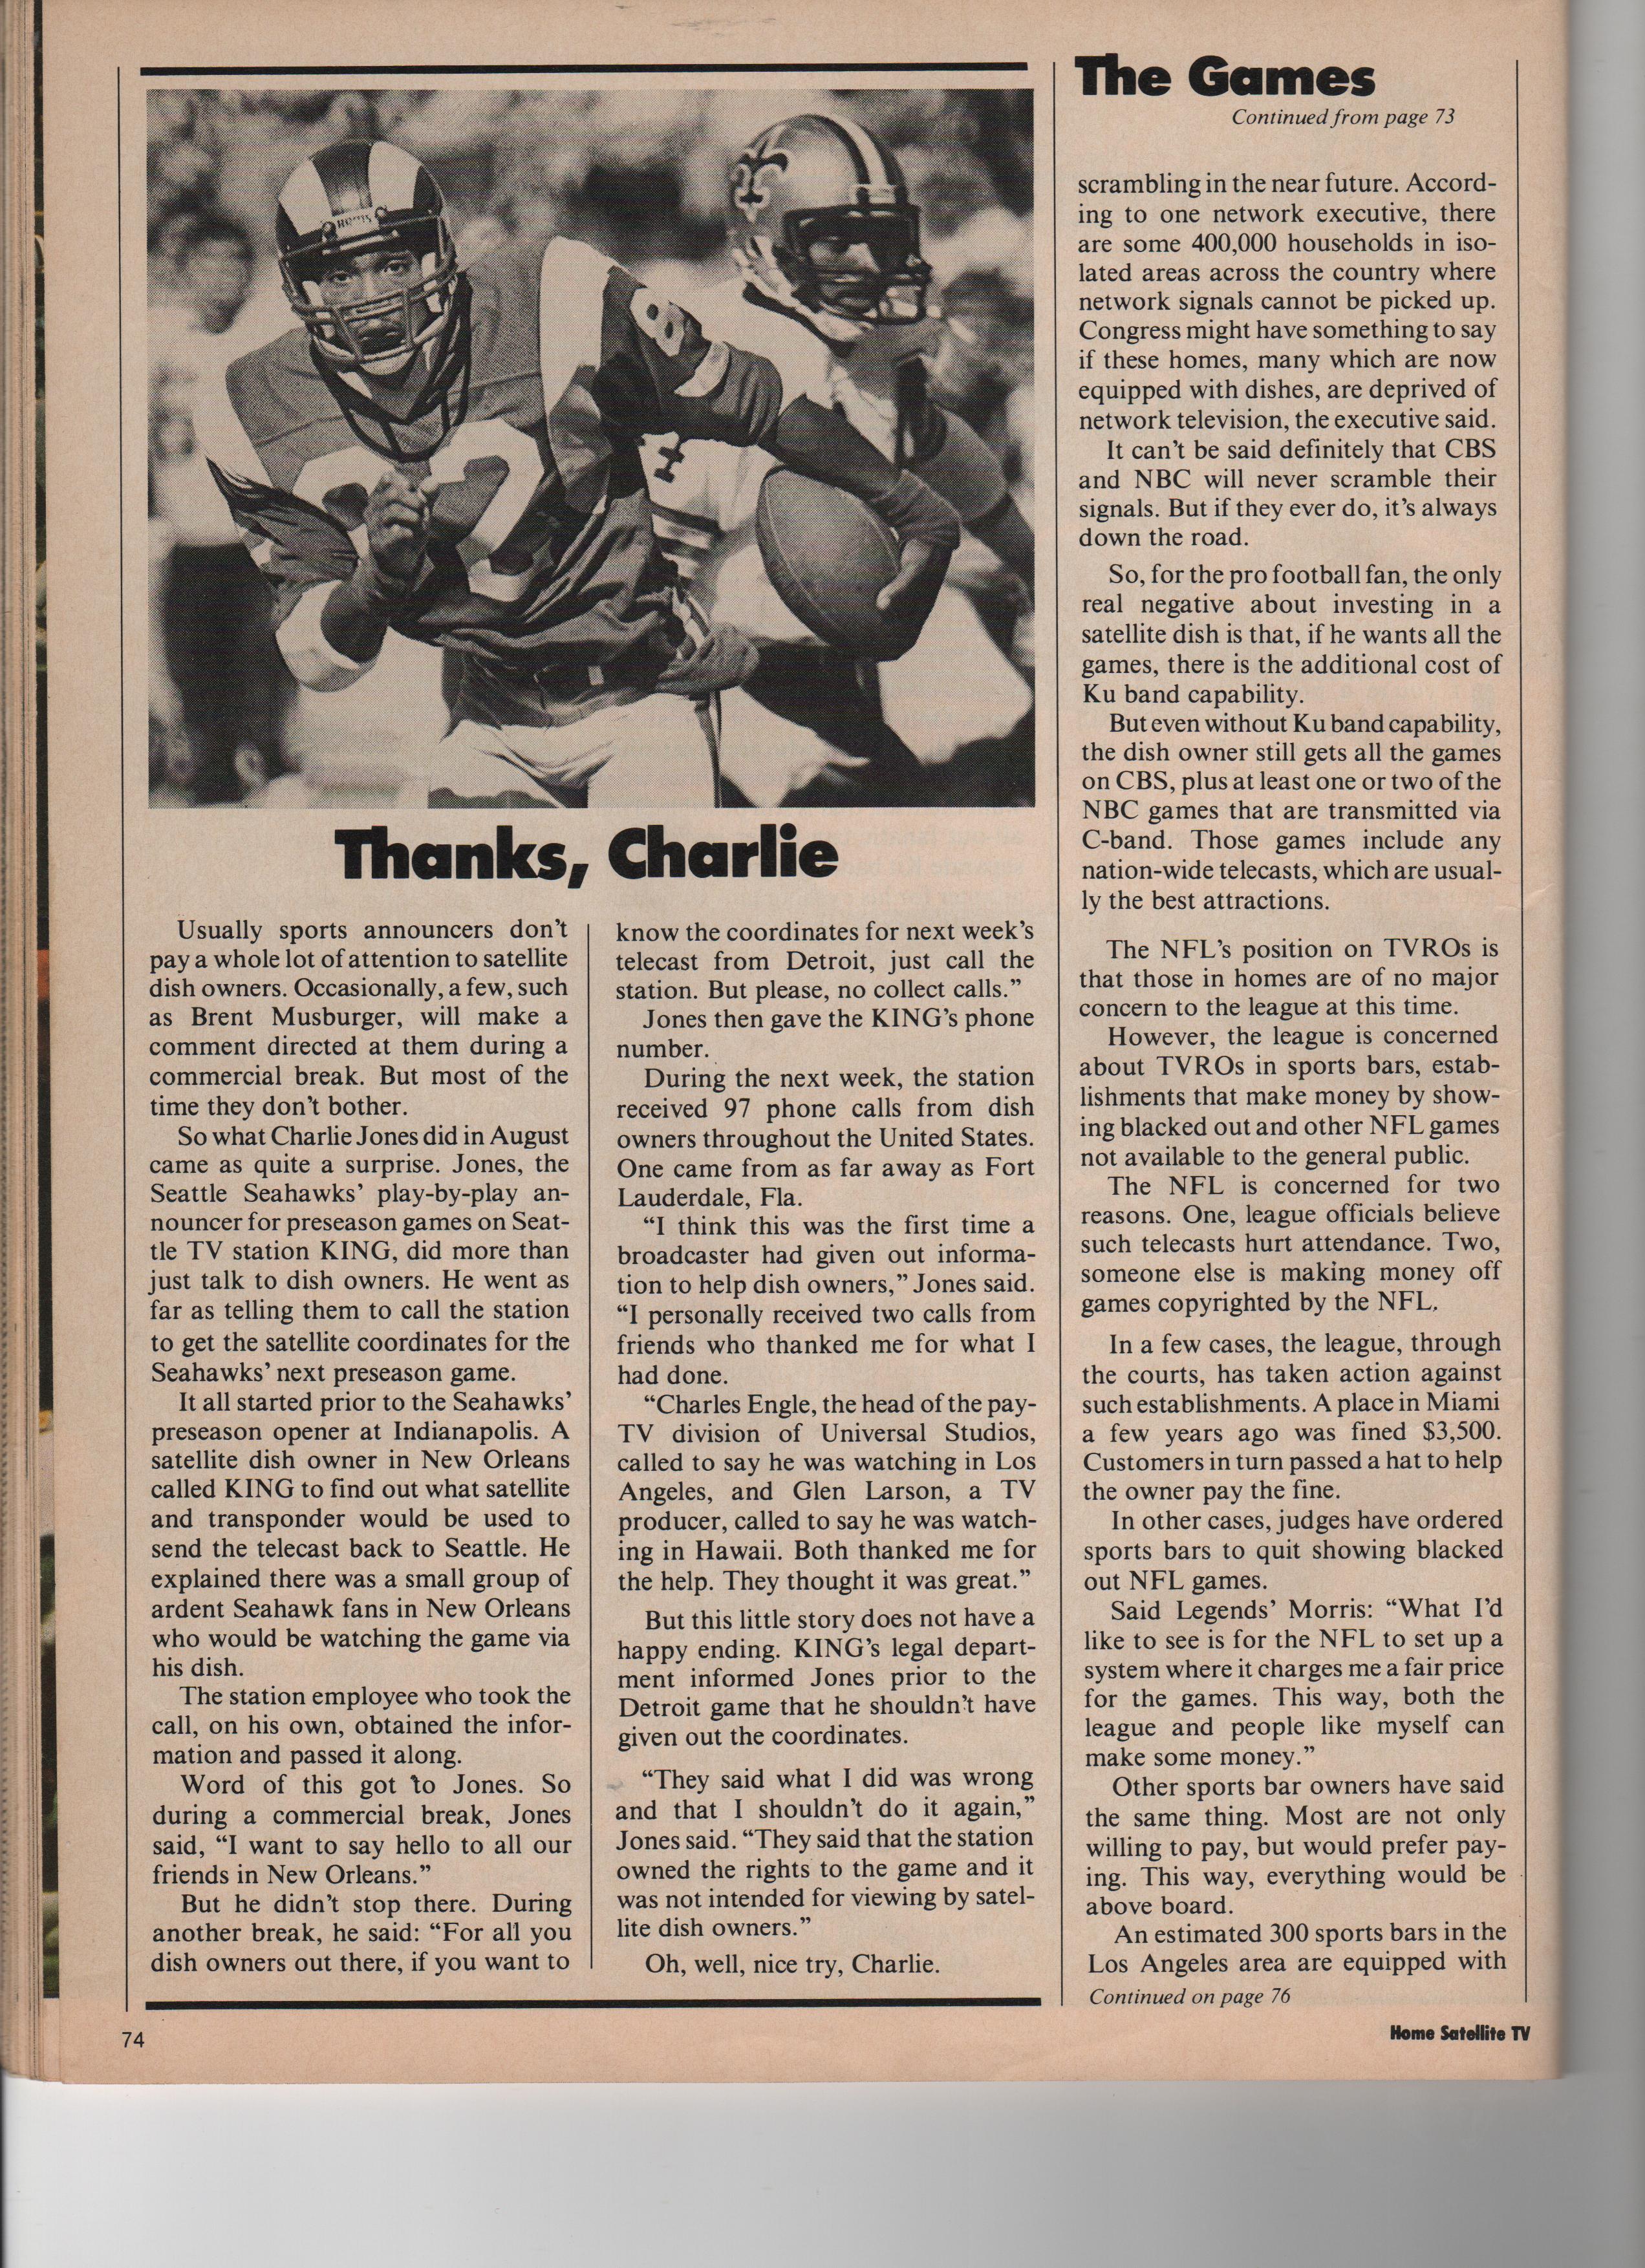 Thanks, Charlie
Usually sports announcers don't
pay a whole lot of attention to satellite
dish owners. Occasionally, a few, such
as Brent Musburger, will make a
comment directed at them during a
commercial break. But most of the
time they don't bother.
So what Charlie Jones did in August
came as quite a surprise. Jones, the
Seattle Seahawks' play-by-play an-
nouncer for preseason games on Seat-
tle TV station KING, did more than
just talk to dish owners. He went as
far as telling them to call the station
to get the satellite coordinates for the
Seahawks' next preseason game.
It all started prior to the Seahawks'
preseason opener at Indianapolis. A
satellite dish owner in New Orleans
called KING to find out what satellite
and transponder would be used to
send the telecast back to Seattle. He
explained there was a small group of
ardent Seahawk fans in New Orleans
who would be watching the game via
his dish.
The station employee who took the
call, on his own, obtained the infor-
mation and passed it along.
Word of this got to Jones. So
during a commercial break, Jones
said, “I want to say hello to all our
friends in New Orleans.”
But he didn't stop there. During
another break, he said: “For all you
dish owners out there, if you want to
know the coordinates for next week's
telecast from Detroit, just call the
station. But please, no collect calls.”
Jones then gave the KING's phone
number.
During the next week, the station
received 97 phone calls from dish
owners throughout the United States.
One came from as far away as Fort
Lauderdale, Fla.
“I think this was the first time a
broadcaster had given out informa-
tion to help dish owners,” Jones said.
“I personally received two calls from
friends who thanked me for what I
had done.
“Charles Engle, the head of the pay-
TV division of Universal Studios,
called to say he was watching in Los
Angeles, and Glen Larson, a TV
producer, called to say he was watch-
ing in Hawaii. Both thanked me for
the help. They thought it was great.”
But this little story does not have a
happy ending. KING's legal depart-
ment informed Jones prior to the
Detroit game that he shouldn't have
given out the coordinates.
“They said what I did was wrong
and that I shouldn't do it again,”
Jones said. “They said that the station
owned the rights to the game and it
was not intended for viewing by satel-
lite dish owners.”
Oh, well, nice try, Charlie.
The Games
Continued from page 73
scrambling in the near future. Accord-
ing to one network executive, there
are some 400,000 households in iso-
lated areas across the country where
network signals cannot be picked up.
Congress might have something to say
if these homes, many which are now
equipped with dishes, are deprived of
network television, the executive said.
It can't be said definitely that CBS
and NBC will never scramble their
signals. But if they ever do, it's always
down the road.
So, for the pro football fan, the only
real negative about investing in a
satellite dish is that, if he wants all the
games, there is the additional cost of
Ku band capability.
But even without Ku band capability,
the dish owner still gets all the games
on CBS, plus at least one or two of the
NBC games that are transmitted via
C-band. Those games include any
nation-wide telecasts, which are usual-
ly the best attractions.
The NFL's position on TVROs is
that those in homes are of no major
concern to the league at this time.
However, the league is concerned
about TVROs in sports bars, estab-
lishments that make money by show-
ing blacked out and other NFL games
not available to the general public.
The NFL is concerned for two
reasons. One, league officials believe
such telecasts hurt attendance. Two,
someone else is making money off
games copyrighted by the NFL.
In a few cases, the league, through
the courts, has taken action against
such establishments. A place in Miami
a few years ago was fined $3,500.
Customers in turn passed a hat to help
the owner pay the fine.
In other cases, judges have ordered
sports bars to quit showing blacked
out NFL games.
Said Legends' Morris: “What I'd
like to see is for the NFL to set up a
system where it charges me a fair price
for the games. This way, both the
league and people like myself can
make some money.”
Other sports bar owners have said
the same thing. Most are not only
willing to pay, but would prefer pay-
ing. This way, everything would be
above board.
An estimated 300 sports bars in the
Los Angeles area are equipped with
Continued on page 76
74
Home Satellite TV